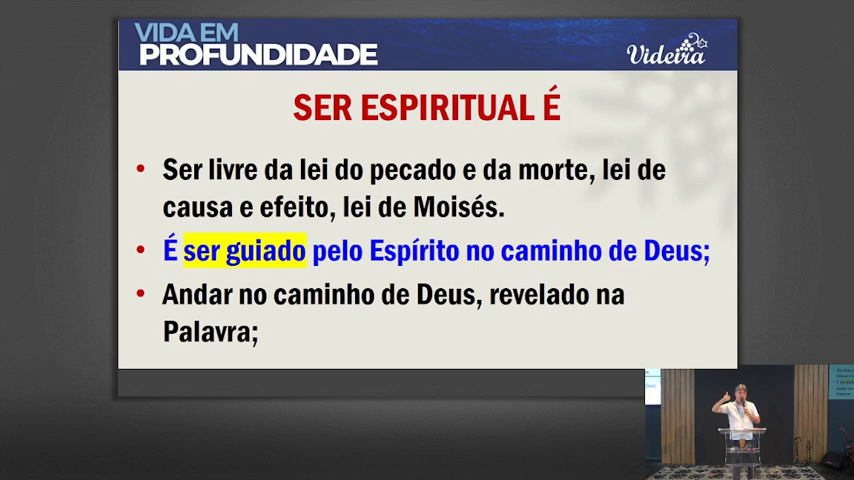 VIDA EM
PROFUNDIDADE
Videira
SER ESPIRITUAL É
• Ser livre da lei do pecado e da morte, lei de
causa e efeito, lei de Moisés.
• É ser guiado pelo Espírito no caminho de Deus;
• Andar no caminho de Deus, revelado na
Palavra;